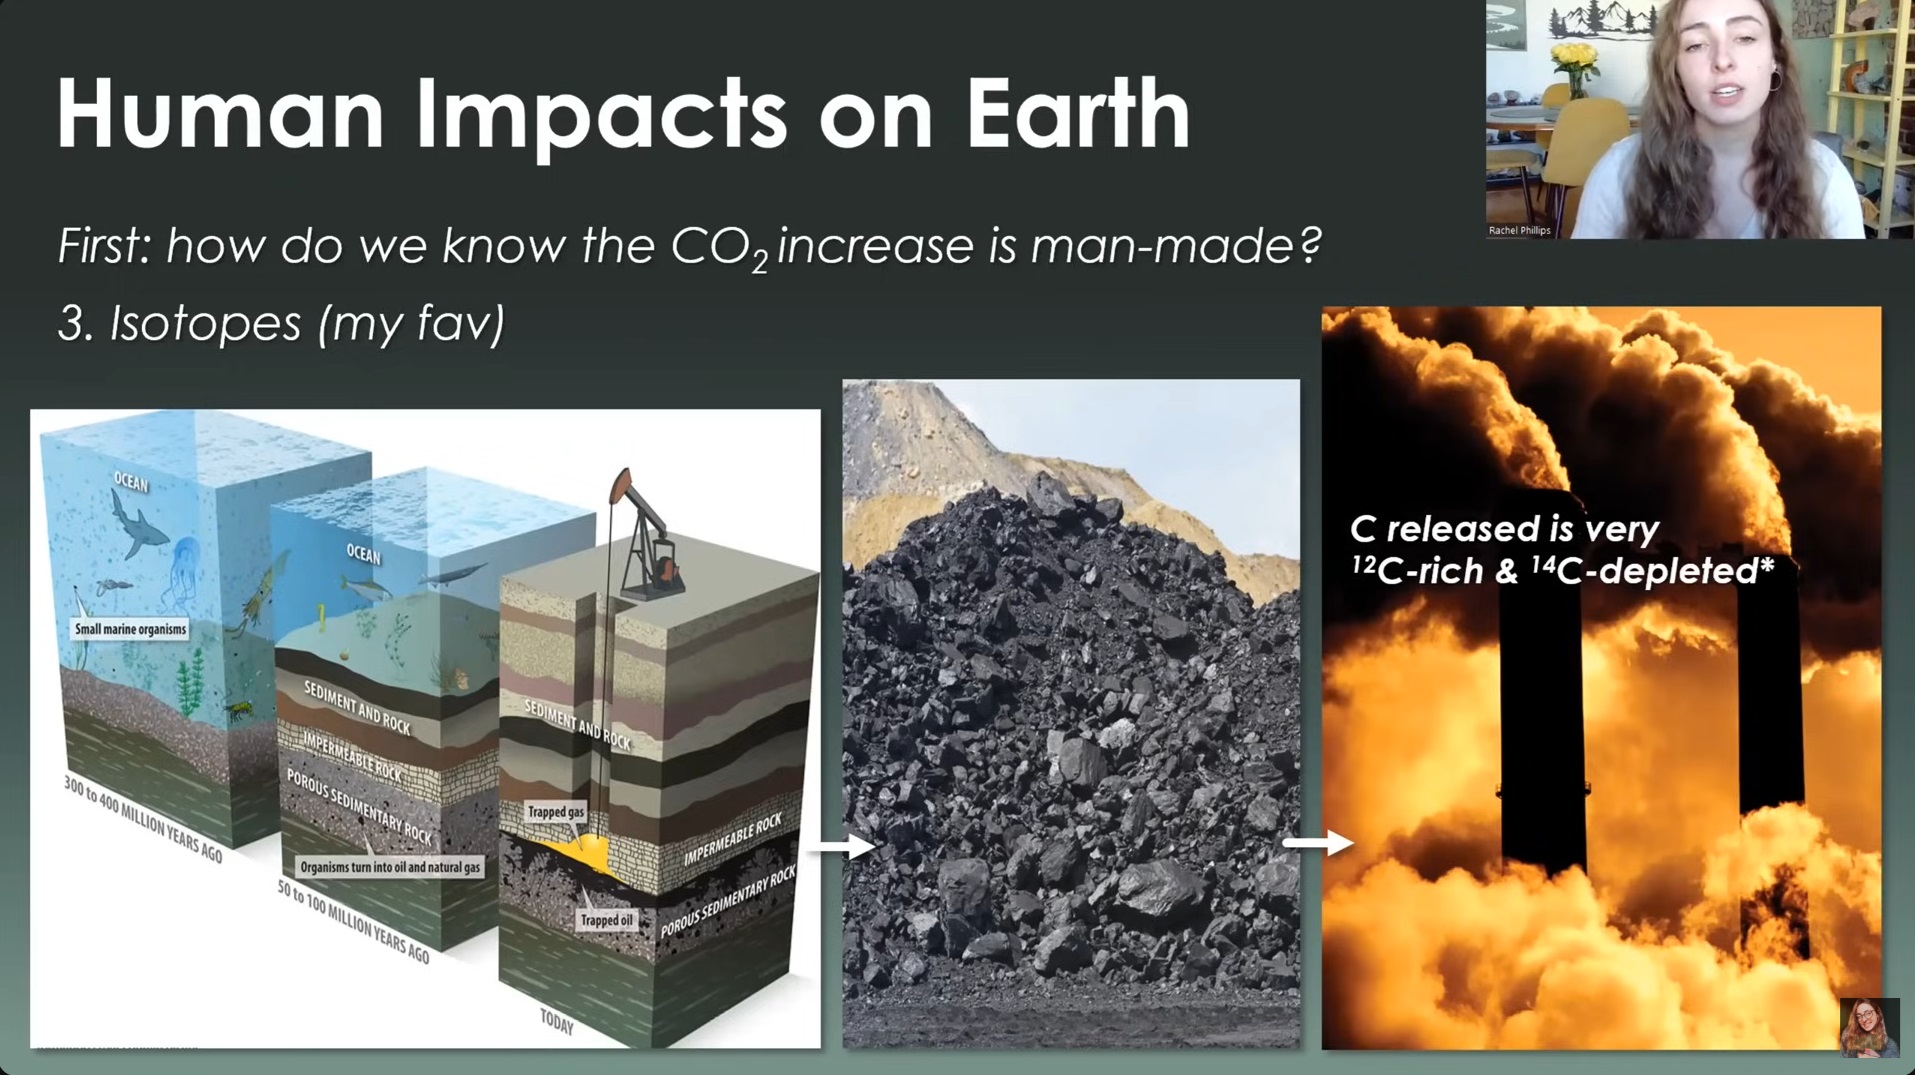 Human Impacts on Earth
Rachel Phillips
First: how do we know the CO₂ increase is man-made?
3. Isotopes (my fav)
OCEAN
Small marine organisms
300 to 400 MILLION YEARS AGO
OCEAN
SEDIMENT AND ROCK
IMPERMEABLE ROCK
POROUS SEDIMENTARY ROCK
Organisms turn into oil and natural gas
50 to 100 MILLION YEARS AGO
SEDIMENT AND ROCK
Trapped gas
IMPERMEABLE ROCK
Trapped oil
POROUS SEDIMENTARY ROCK
TODAY
C released is very
¹²C-rich & ¹⁴C-depleted*